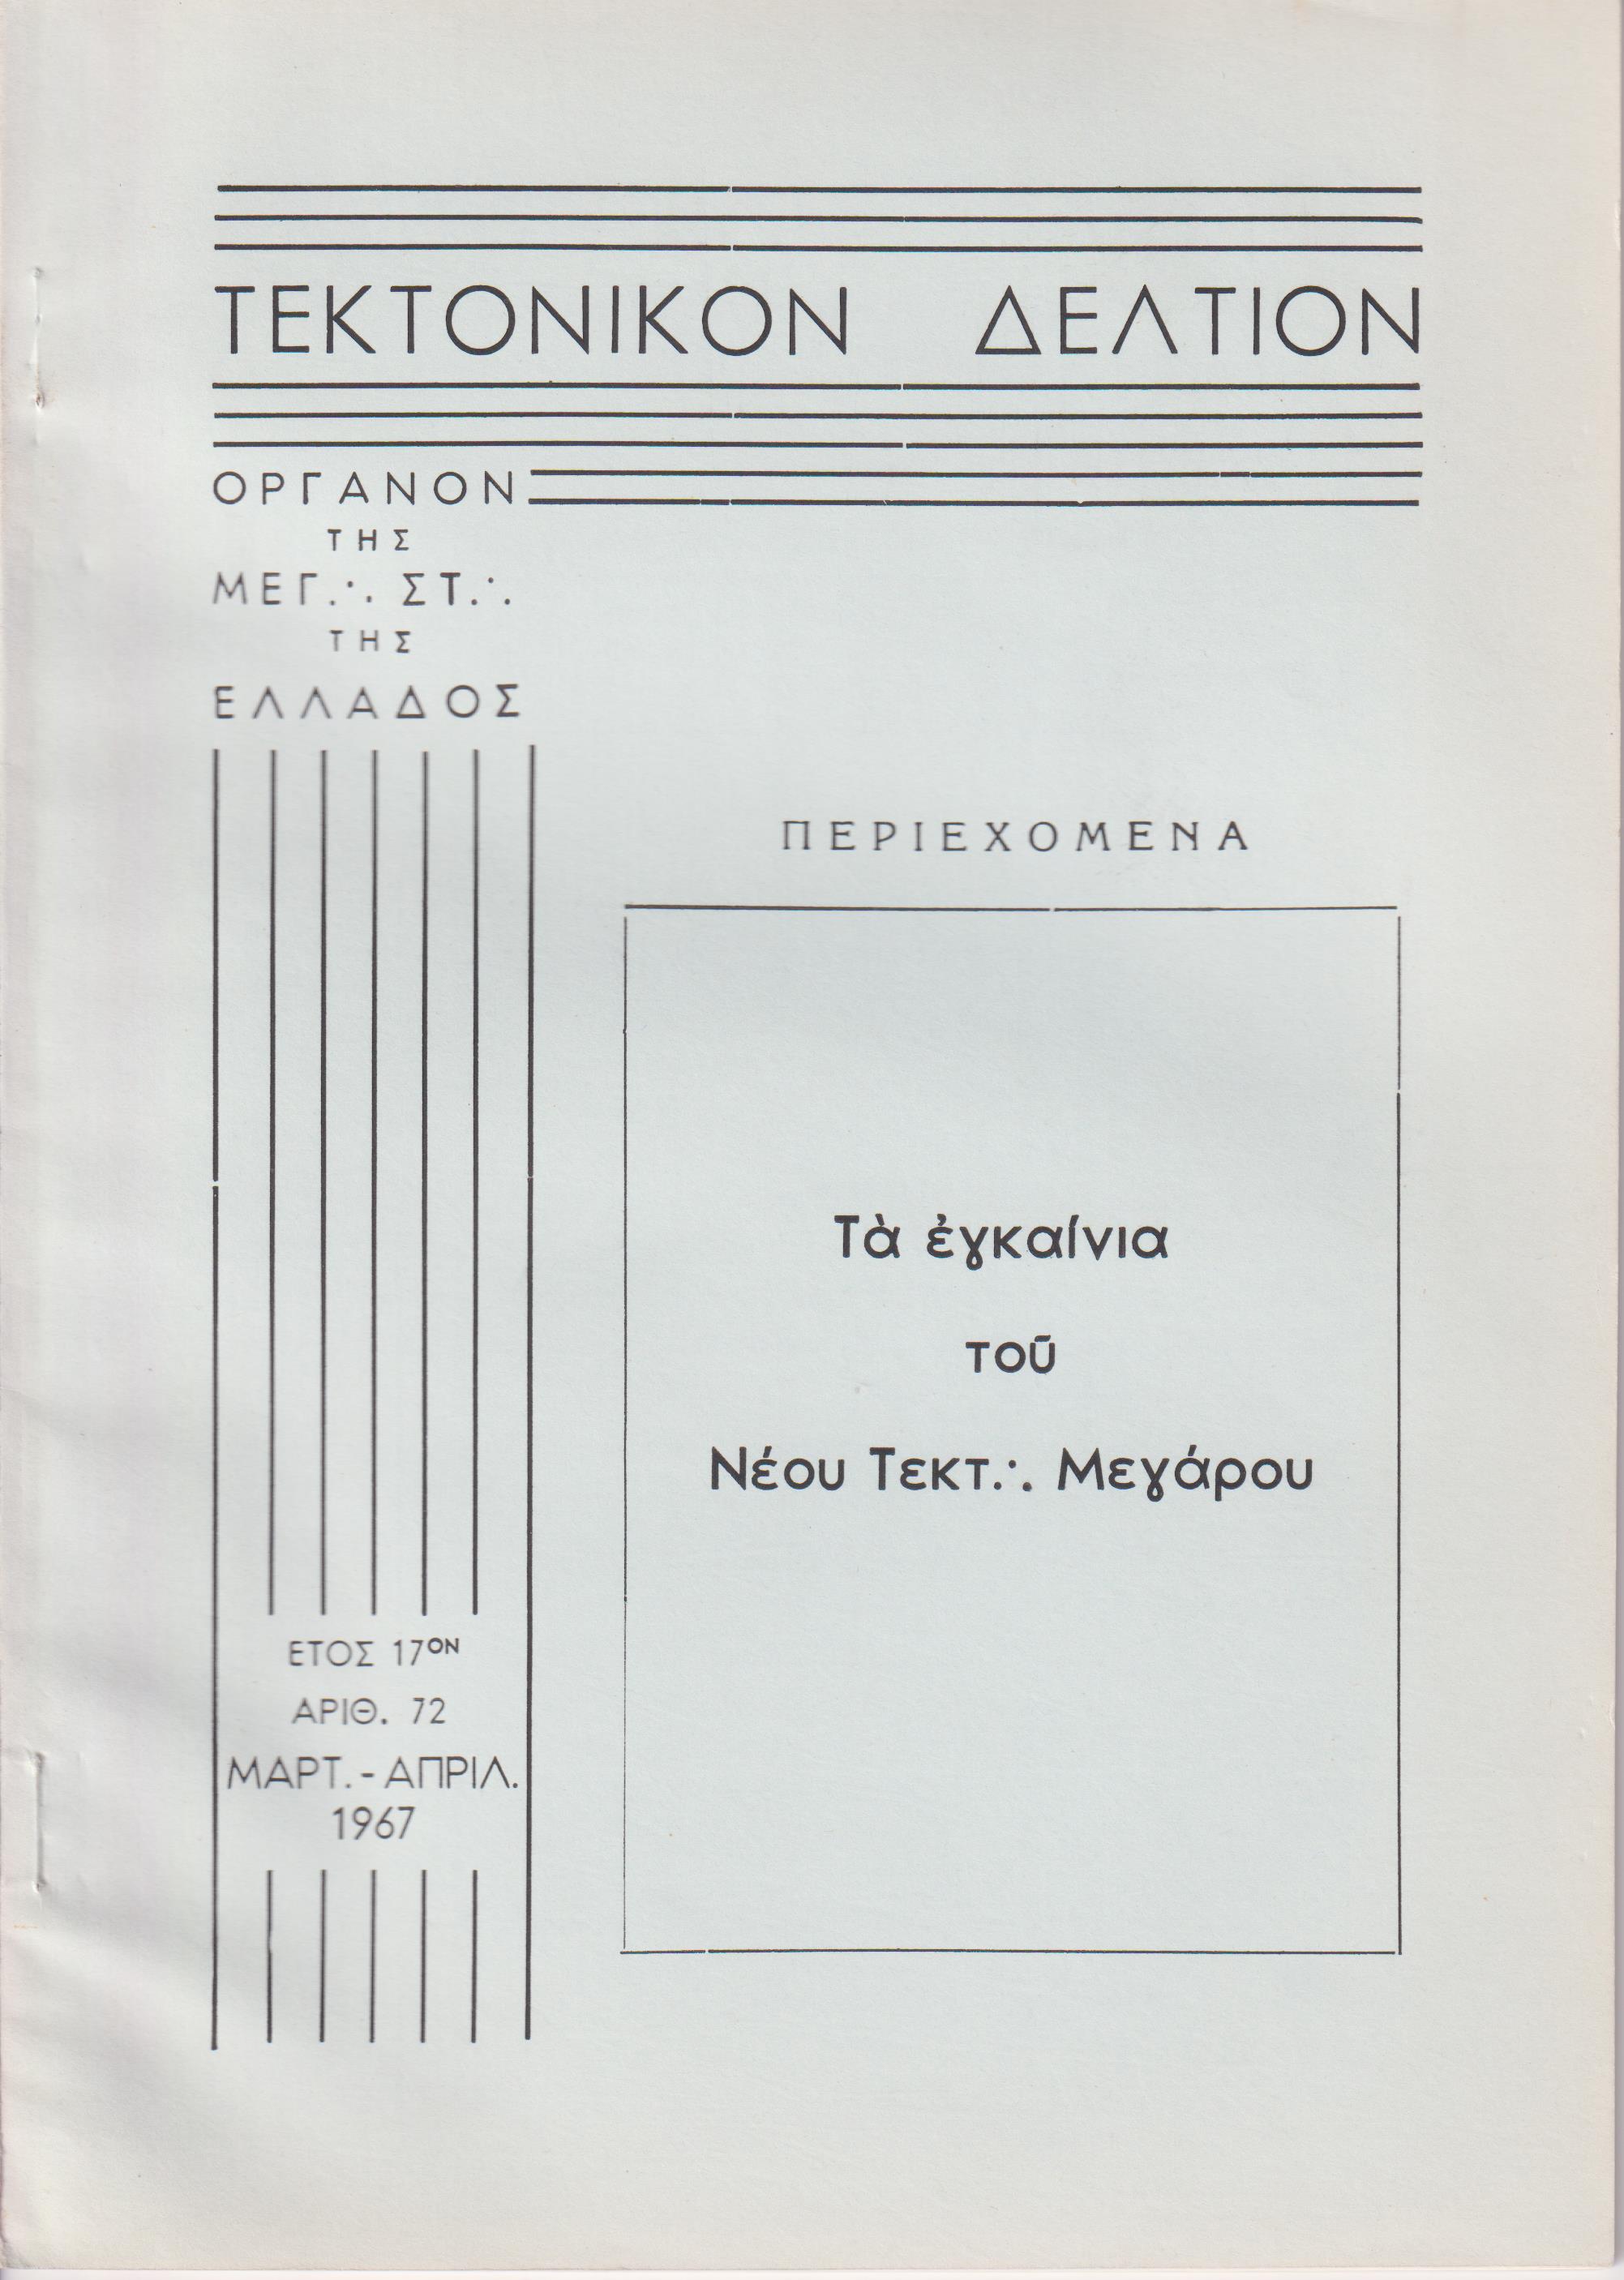 ΤΕΚΤΟΝΙΚΟΝ ΔΕΛΤΙΟΝ
ΟΡΓΑΝΟΝ
ΤΗΣ
ΜΕΓ.·. ΣΤ.·.
ΤΗΣ
ΕΛΛΑΔΟΣ
ΠΕΡΙΕΧΟΜΕΝΑ
Τὰ ἐγκαίνια
τοῦ
Νέου Τεκτ.·. Μεγάρου
ΕΤΟΣ 17ΟΝ
ΑΡΙΘ. 72
ΜΑΡΤ.-ΑΠΡΙΛ.
1967